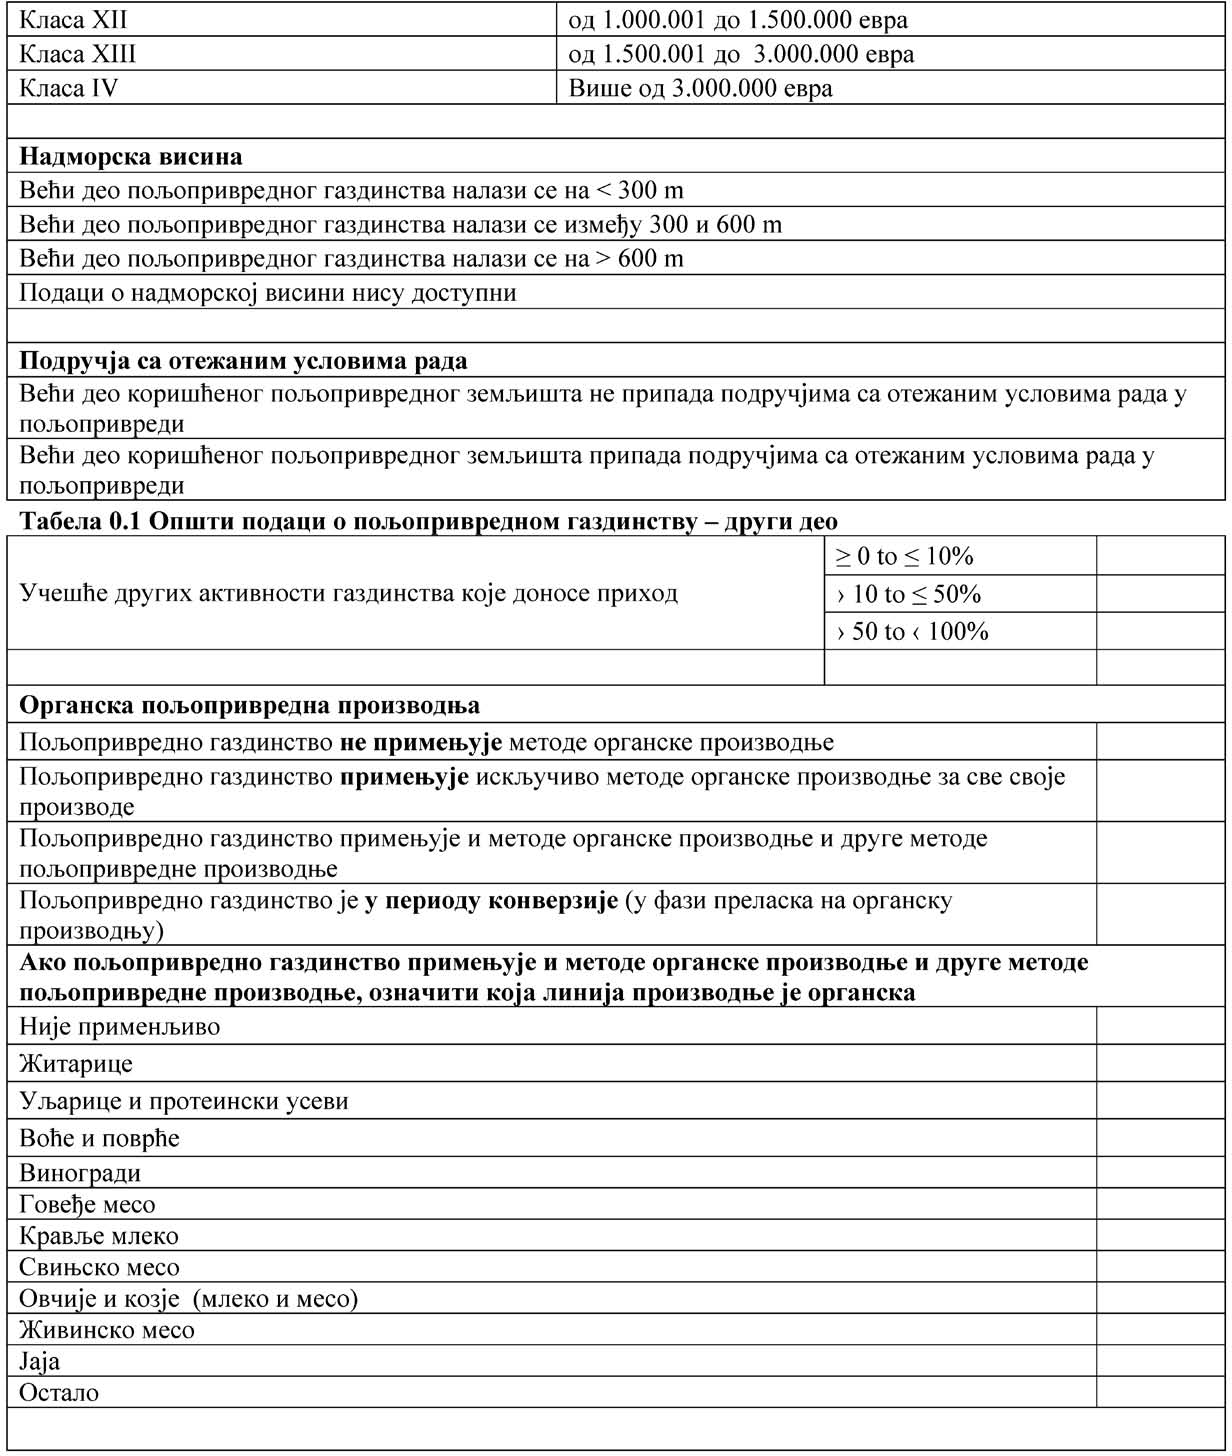 Класа XII од 1.000.001 до 1.500.000 евра
Класа XIII од 1.500.001 до 3.000.000 евра
Класа IV Више од 3.000.000 евра
Надморска висина
Већи део пољопривредног газдинства налази се на < 300 m
Већи део пољопривредног газдинства налази се између 300 и 600 m
Већи део пољопривредног газдинства налази се на > 600 m
Подаци о надморској висини нису доступни
Подручја са отежаним условима рада
Већи део коришћеног пољопривредног земљишта не припада подручјима са отежаним условима рада у
пољопривреди
Већи део коришћеног пољопривредног земљишта припада подручјима са отежаним условима рада у
пољопривреди
Табела 0.1 Општи подаци о пољопривредном газдинству – други део
Учешће других активности газдинства које доносе приход
≥ 0 to ≤ 10%
› 10 to ≤ 50%
› 50 to ‹ 100%
Органска пољопривредна производња
Пољопривредно газдинство не примењује методе органске производње
Пољопривредно газдинство примењује искључиво методе органске производње за све своје
производе
Пољопривредно газдинство примењује и методе органске производње и друге методе
пољопривредне производње
Пољопривредно газдинство је у периоду конверзије (у фази преласка на органску
производњу)
Ако пољопривредно газдинство примењује и методе органске производње и друге методе
пољопривредне производње, означити која линија производње је органска
Није применљиво
Житарице
Уљарице и протеински усеви
Воће и поврће
Виногради
Говеђе месо
Кравље млеко
Свињско месо
Овчије и козје (млеко и месо)
Живинско месо
Јаја
Остало